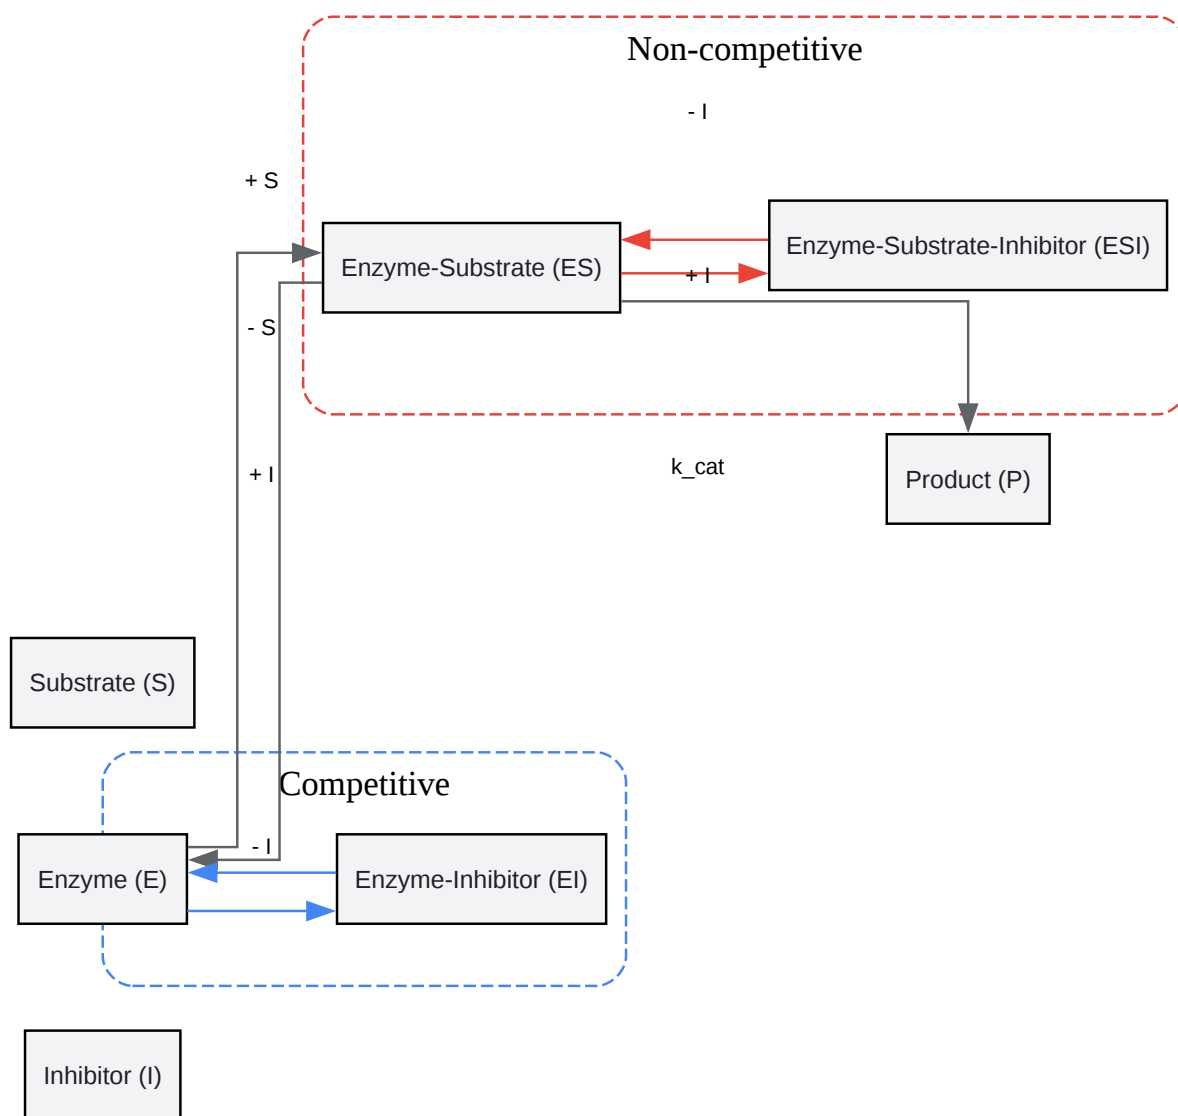 Non-competitive
- I
+ S
Enzyme-Substrate (ES)
Enzyme-Substrate-Inhibitor (ESI)
+ I
- S
k_cat
+ I
Product (P)
Substrate (S)
Competitive
- I
Enzyme (E)
Enzyme-Inhibitor (EI)
Inhibitor (I)